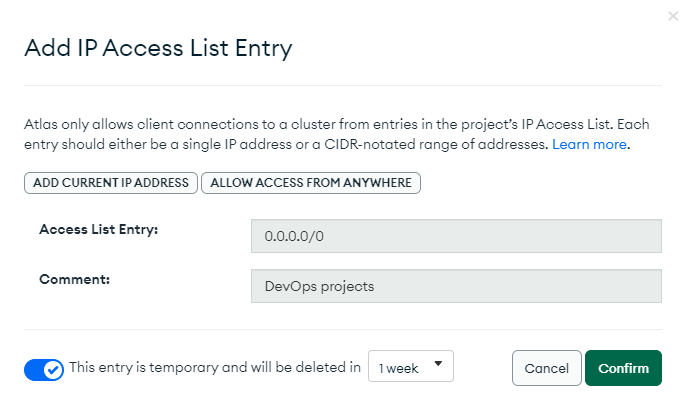 Add IP Access List Entry
Atlas only allows client connections to a cluster from entries in the project's IP Access List. Each
entry should either be a single IP address or a CIDR-notated range of addresses. Learn more.
ADD CURRENT IP ADDRESS ALLOW ACCESS FROM ANYWHERE
Access List Entry: 0.0.0.0/0
Comment: DevOps projects
This entry is temporary and will be deleted in 1 week Cancel Confirm